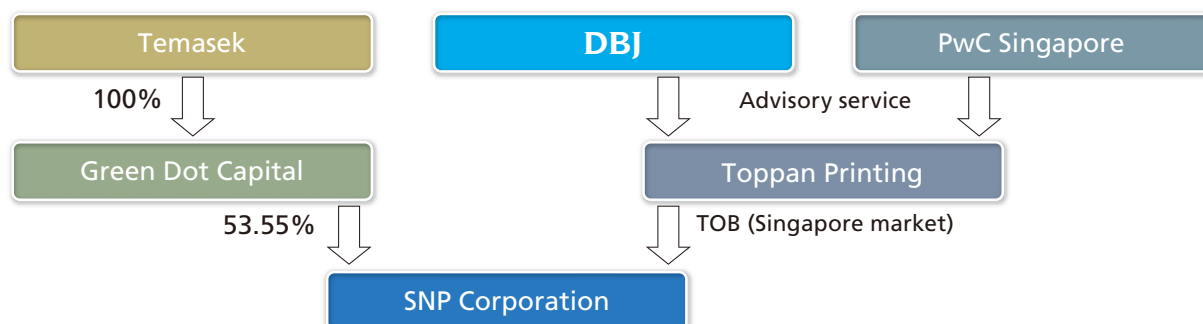 Temasek
DBJ
PwC Singapore
100%
Advisory service
Green Dot Capital
Toppan Printing
53.55%
TOB (Singapore market)
SNP Corporation